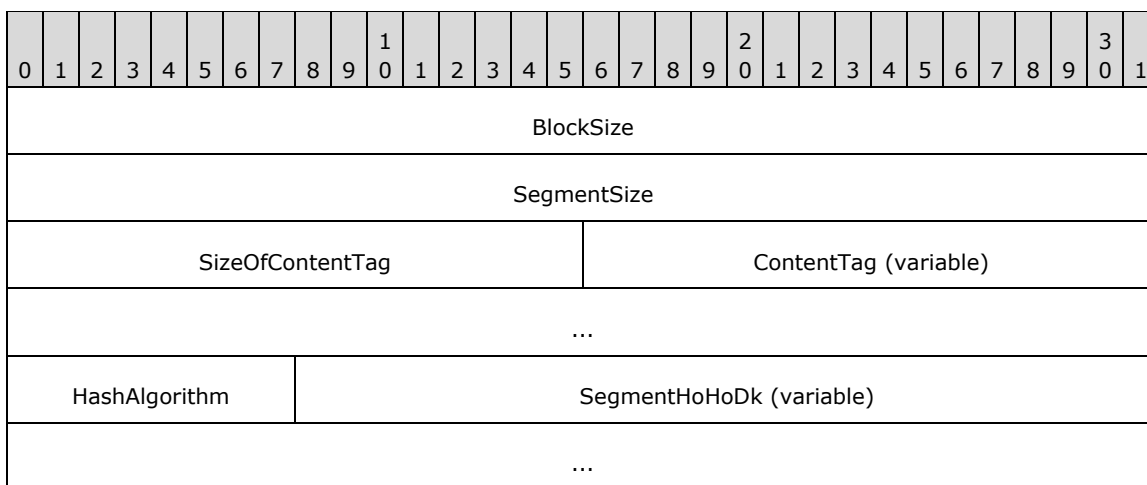 1 2 3
0 1 2 3 4 5 6 7 8 9 0 1 2 3 4 5 6 7 8 9 0 1 2 3 4 5 6 7 8 9 0 1
BlockSize
SegmentSize
SizeOfContentTag ContentTag (variable)
...
HashAlgorithm SegmentHoHoDk (variable)
...